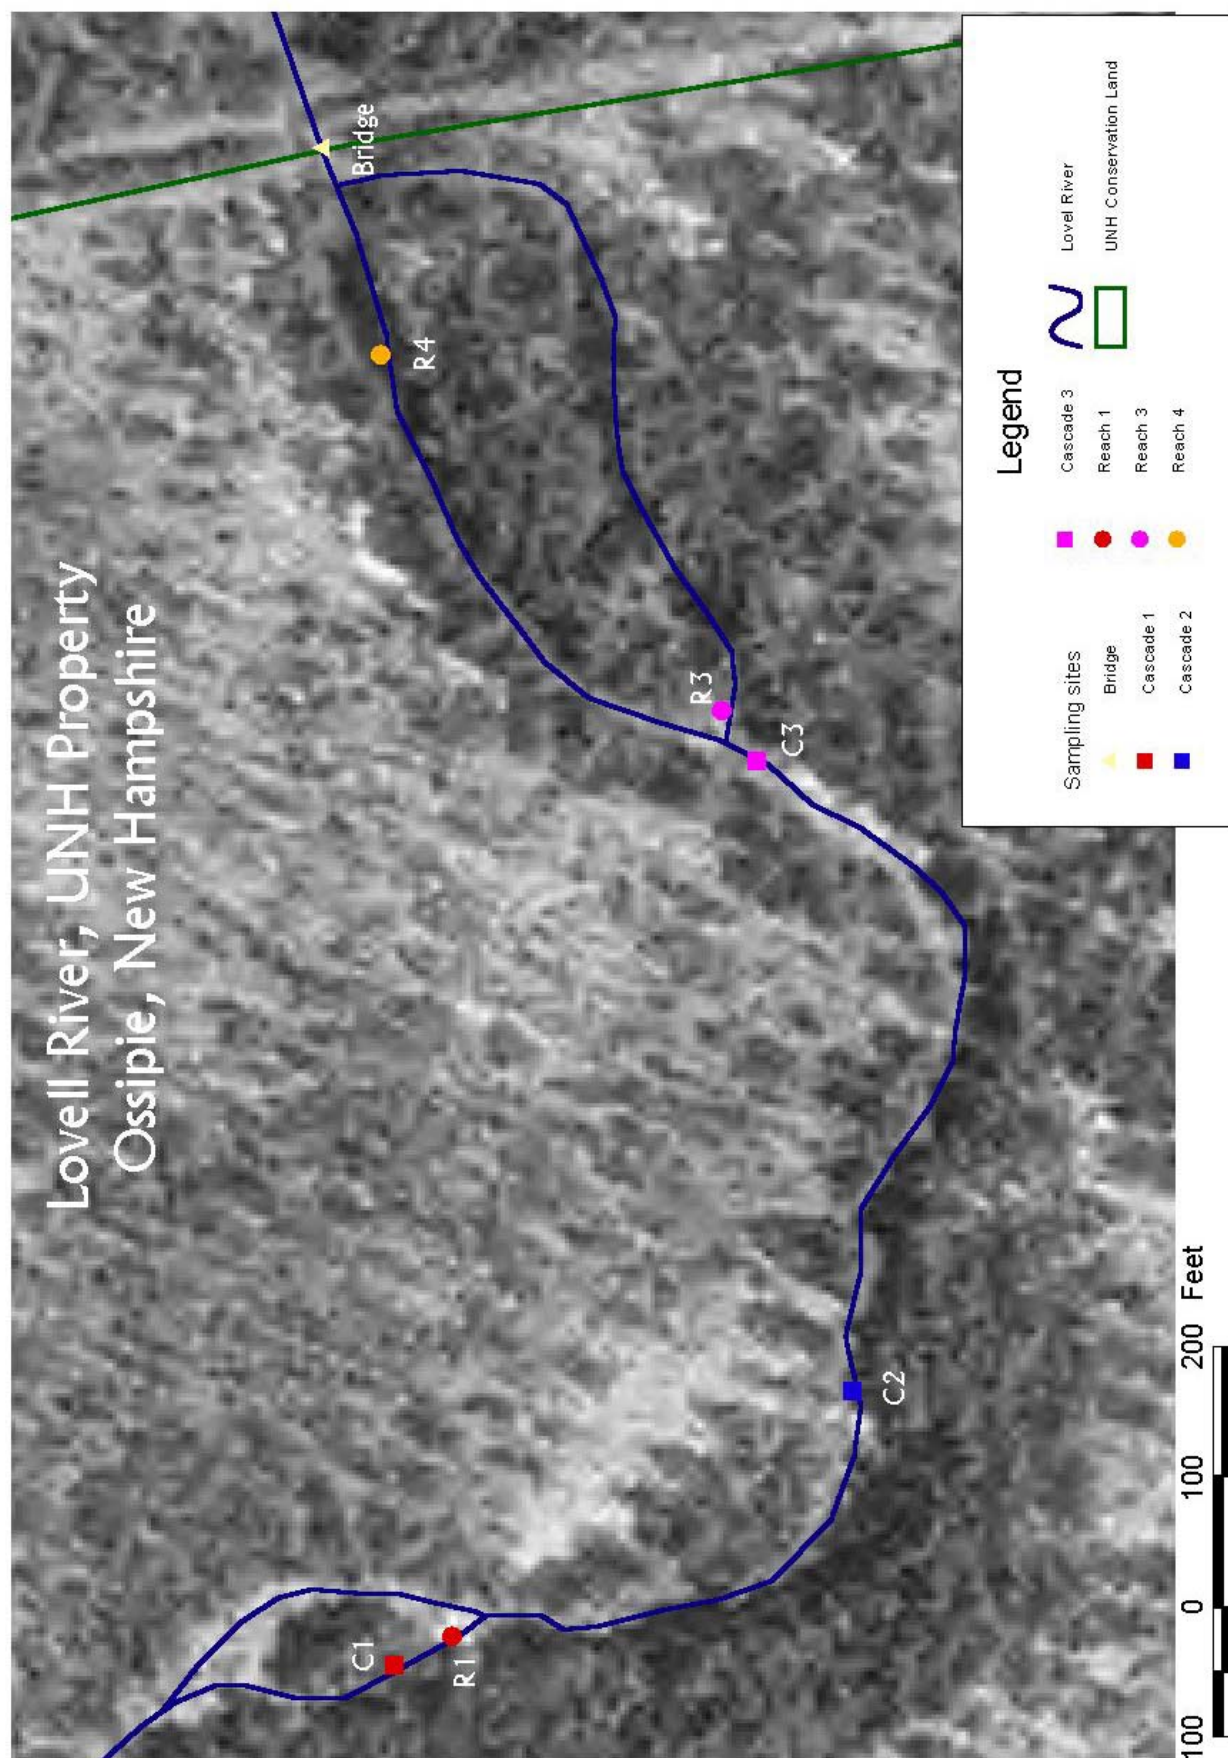 Lovell River, UNH Property
Ossipie, New Hampshire
Bridge
R4
R3
C3
C2
C1
R1
100 0 100 200 Feet
Legend
Sampling sites
Bridge
Cascade 1
Cascade 2
Cascade 3
Reach 1
Reach 3
Reach 4
Lovel River
UNH Conservation Land